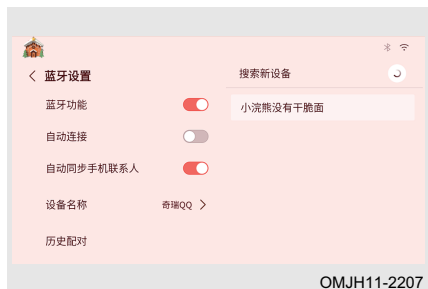 蓝牙设置
搜索新设备
蓝牙功能
小浣熊没有干脆面
自动连接
自动同步手机联系人
设备名称 奇瑞QQ
历史配对
OMJH11-2207